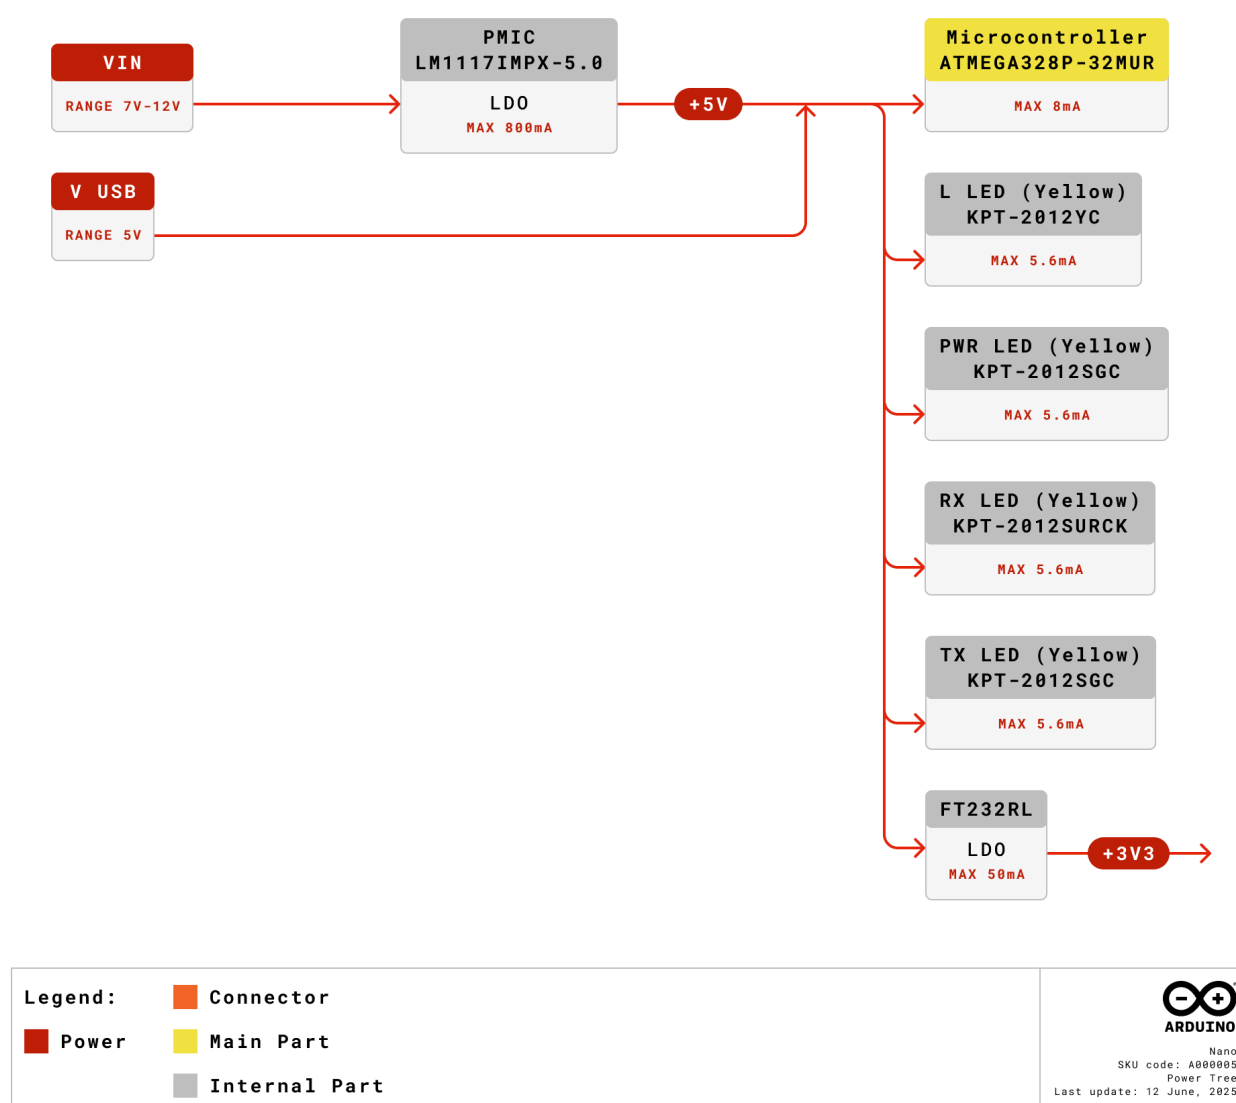 VIN
RANGE 7V-12V
PMIC
LM1117IMPX-5.0
LDO
MAX 800mA
+5V
V USB
RANGE 5V
Microcontroller
ATMEGA328P-32MUR
MAX 8mA
L LED (Yellow)
KPT-2012YC
MAX 5.6mA
PWR LED (Yellow)
KPT-2012SGC
MAX 5.6mA
RX LED (Yellow)
KPT-2012SURCK
MAX 5.6mA
TX LED (Yellow)
KPT-2012SGC
MAX 5.6mA
FT232RL
LDO
MAX 50mA
+3V3
Legend:
Power
Connector
Main Part
Internal Part
ARDUINO
Nano
SKU code: A000005
Power Tree
Last update: 12 June, 2025